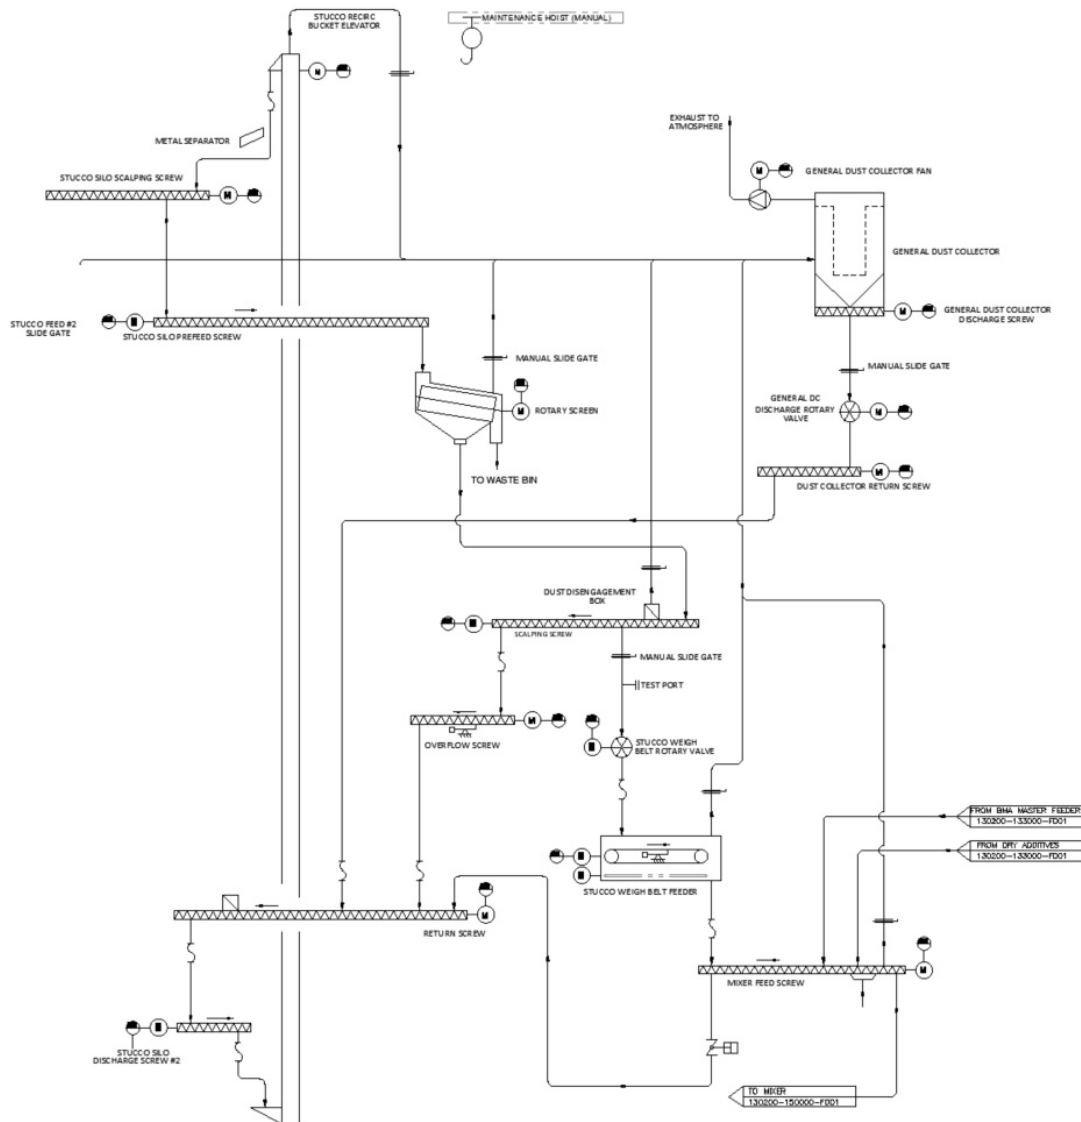 STUCCO RECIRC
BUCKET ELEVATOR
MAINTENANCE HOIST (MANUAL)
M
METAL SEPARATOR
EXHAUST TO
ATMOSPHERE
M
GENERAL DUST COLLECTOR FAN
STUCCO SILO SCALPING SCREW
M
GENERAL DUST COLLECTOR
STUCCO FEED #2
SLIDE GATE
M
STUCCO SILO PREFEED SCREW
M
GENERAL DUST COLLECTOR
DISCHARGE SCREW
MANUAL SLIDE GATE
MANUAL SLIDE GATE
M
ROTARY SCREEN
GENERAL DC
DISCHARGE ROTARY
VALVE
M
TO WASTE BIN
M
DUST COLLECTOR RETURN SCREW
DUST DISENGAGEMENT
BOX
M
SCALPING SCREW
MANUAL SLIDE GATE
TEST PORT
M
OVERFLOW SCREW
M
STUCCO WEIGH
BELT ROTARY VALVE
FROM BMA MASTER FEEDER
130200-133000-FD01
FROM DRY ADDITIVES
130200-133000-FD01
M
M
STUCCO WEIGH BELT FEEDER
M
RETURN SCREW
M
MIXER FEED SCREW
M
STUCCO SILO
DISCHARGE SCREW #2
TO MIXER
130200-150000-FD01